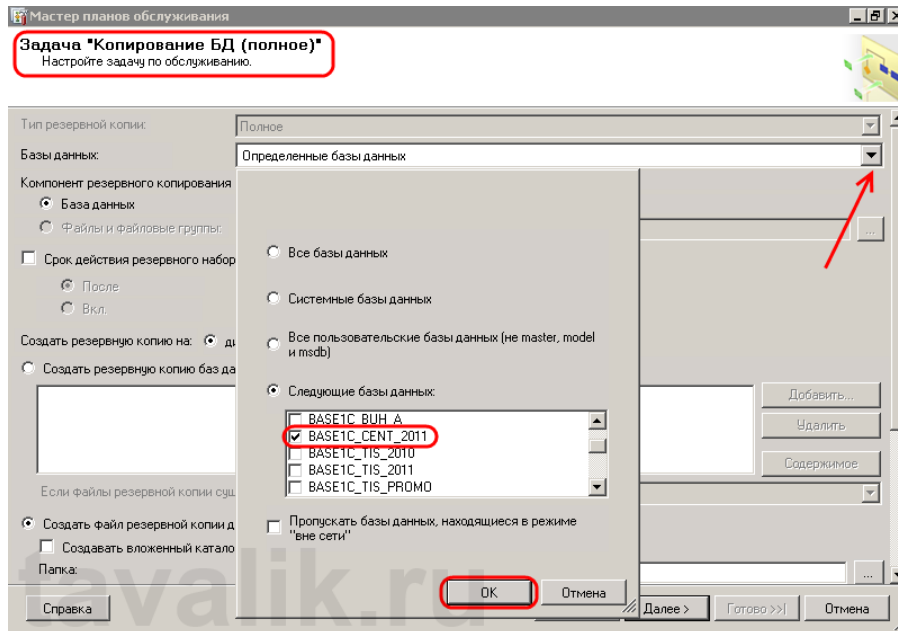 Мастер планов обслуживания
Задача "Копирование БД (полное)"
Настройте задачу по обслуживанию.
Тип резервной копии:
Полное
Базы данных:
Определенные базы данных
Компонент резервного копирования
База данных
Файлы и файловые группы:
...
Срок действия резервного набор
После
Вкл.
Создать резервную копию на:
Создать резервную копию баз да
Все базы данных
Системные базы данных
Все пользовательские базы данных (не master, model
и msdb)
Следующие базы данных:
BASE1C_BUH_A
BASE1C_CENT_2011
BASE1C_TIS_2010
BASE1C_TIS_2011
BASE1C_TIS_PROMO
Пропускать базы данных, находящиеся в режиме
"вне сети"
OK
Отмена
Добавить...
Удалить
Содержимое
Если файлы резервной копии сущ
Создать файл резервной копии д
Создавать вложенный катало
Папка:
...
tavalik.ru
Справка
Далее >
Готово >>|
Отмена